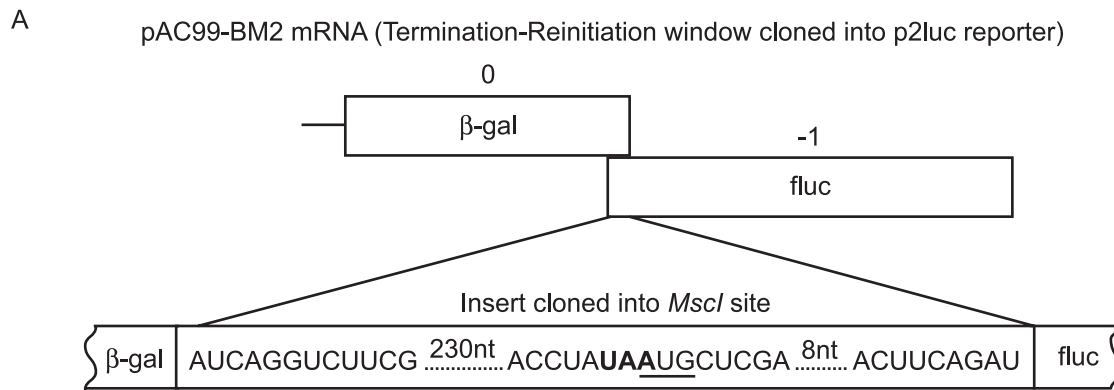 A
pAC99-BM2 mRNA (Termination-Reinitiation window cloned into p2luc reporter)
0
β-gal
-1
fluc
Insert cloned into MscI site
β-gal AUCAGGUCUUCG 230nt ACCUAUAAUGCUCGA 8nt ACUUCAGAU fluc